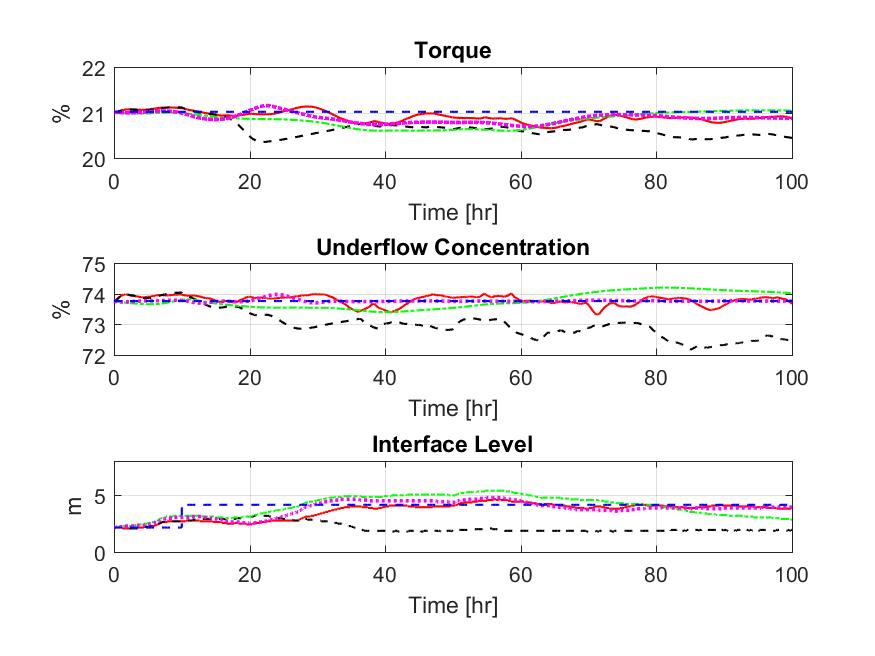 Torque
22
21
20
%
0 20 40 60 80 100
Time [hr]
Underflow Concentration
75
74
73
72
%
0 20 40 60 80 100
Time [hr]
Interface Level
5
0
m
0 20 40 60 80 100
Time [hr]